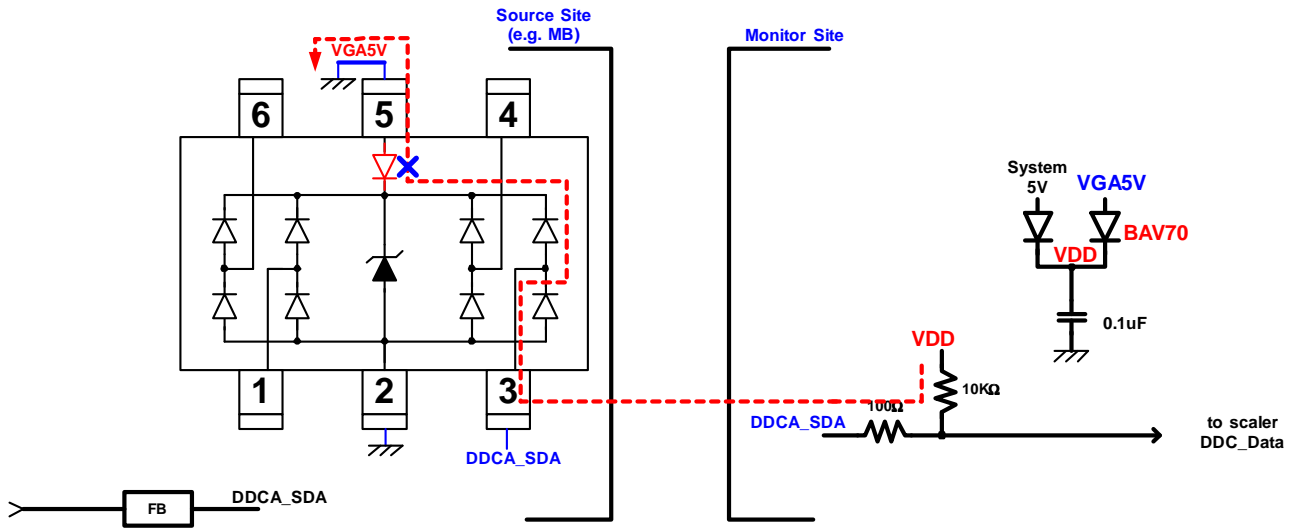 Source Site
(e.g. MB)
Monitor Site
VGA5V
6
5
4
System
5V
VGA5V
BAV70
VDD
0.1uF
VDD
10KΩ
1
2
3
100Ω
DDCA_SDA
DDCA_SDA
to scaler
DDC_Data
FB
DDCA_SDA